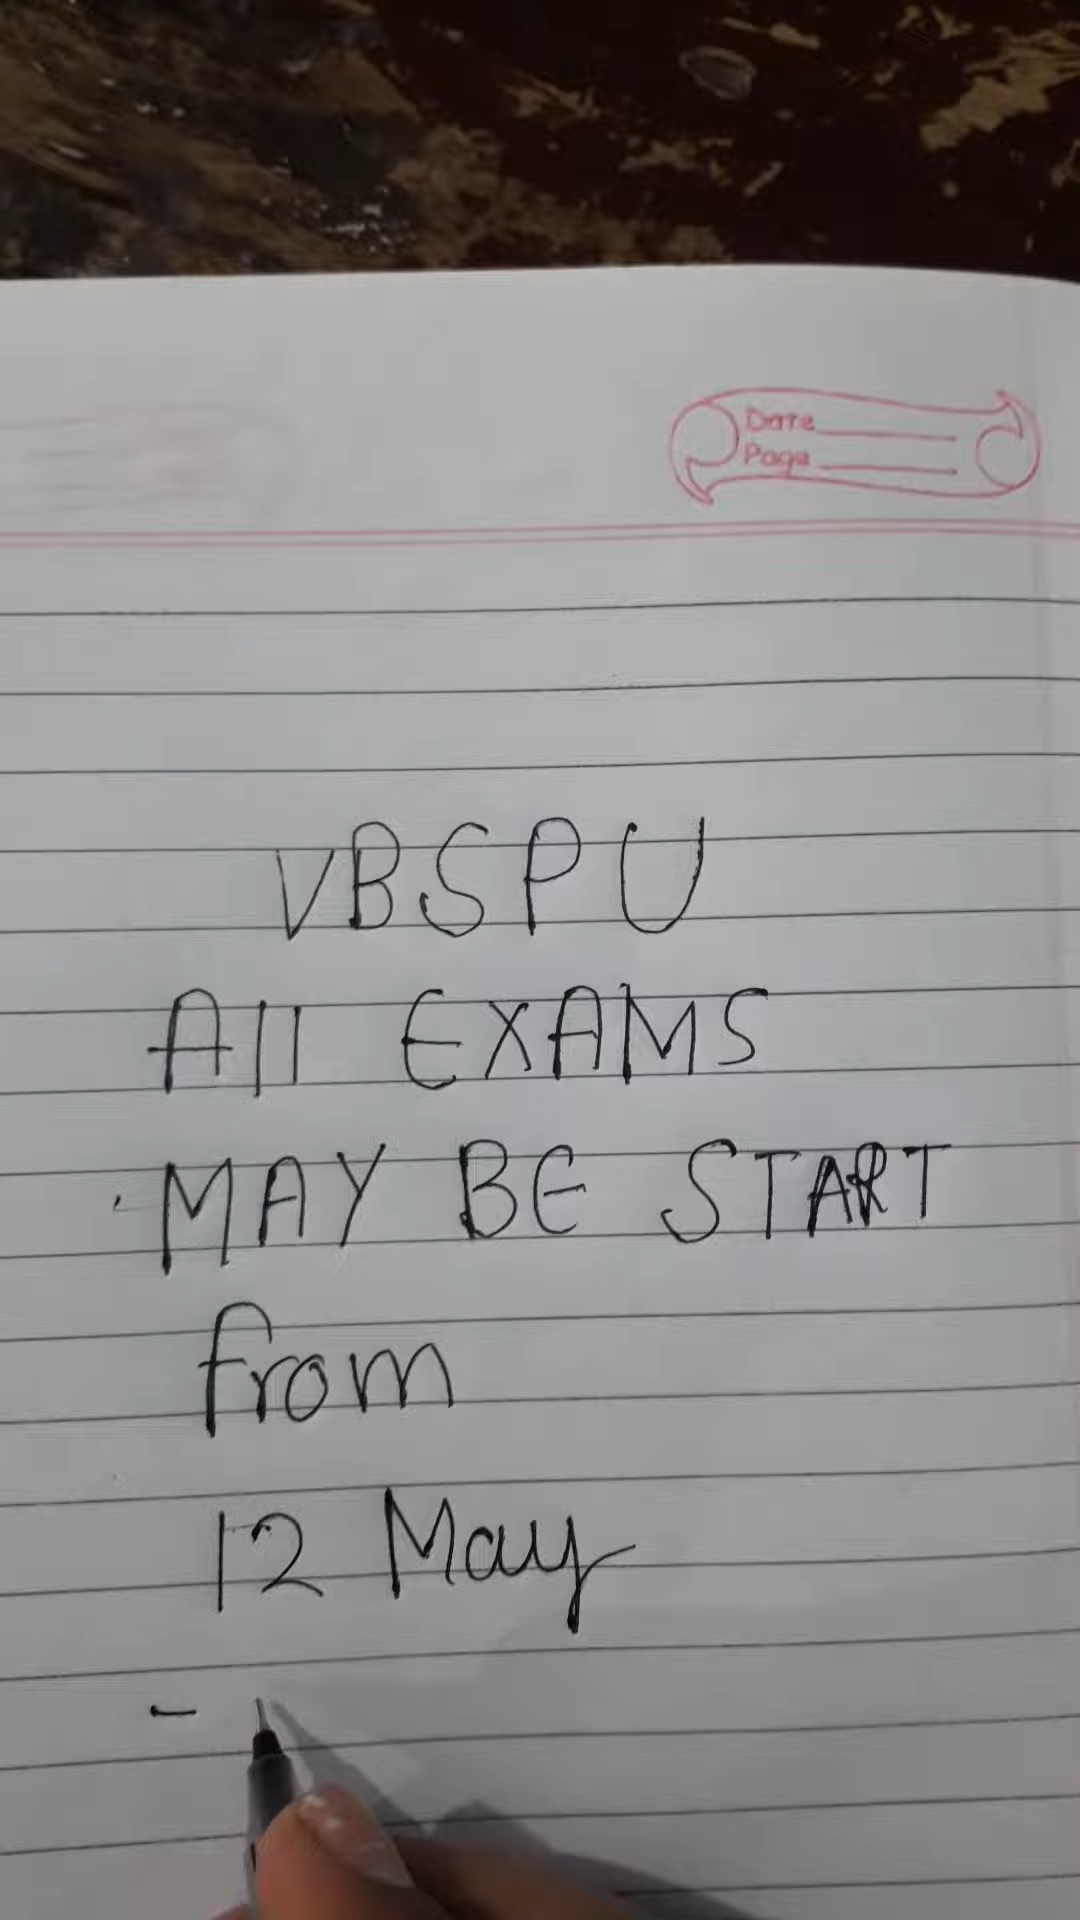 Date
Page
VBSPU
All EXAMS
MAY BE START
from
12 May
-